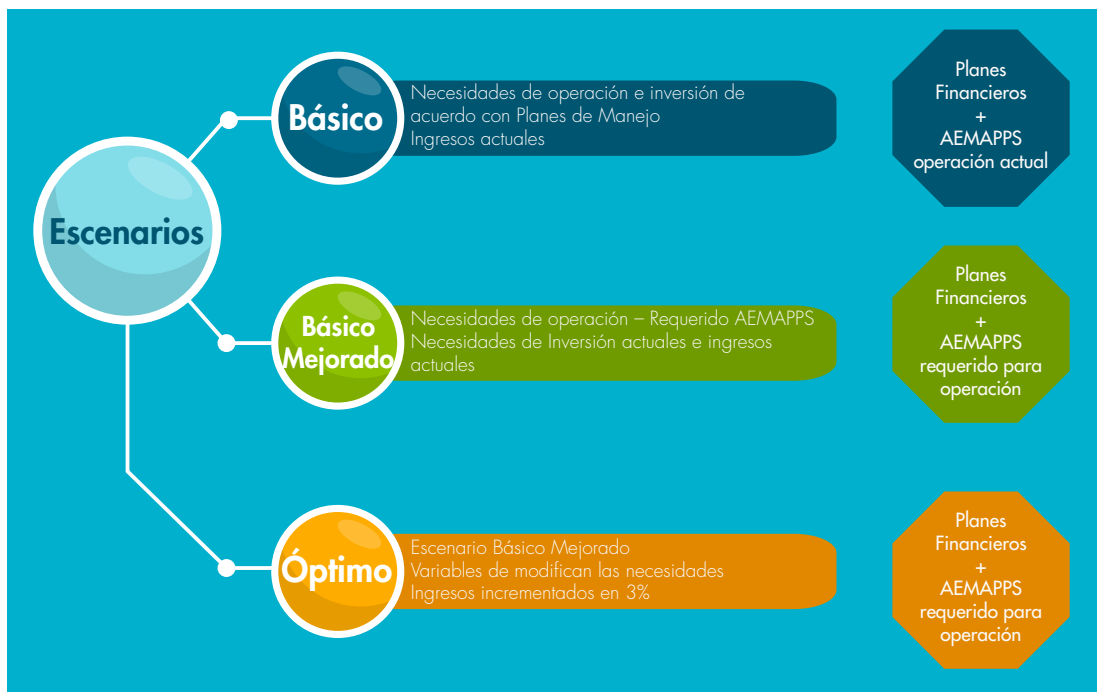 Escenarios
Básico
Necesidades de operación e inversión de
acuerdo con Planes de Manejo
Ingresos actuales
Planes
Financieros
+
AEMAPPS
operación actual
Básico
Mejorado
Necesidades de operación – Requerido AEMAPPS
Necesidades de Inversión actuales e ingresos
actuales
Planes
Financieros
+
AEMAPPS
requerido para
operación
Óptimo
Escenario Básico Mejorado
Variables de modifican las necesidades
Ingresos incrementados en 3%
Planes
Financieros
+
AEMAPPS
requerido para
operación